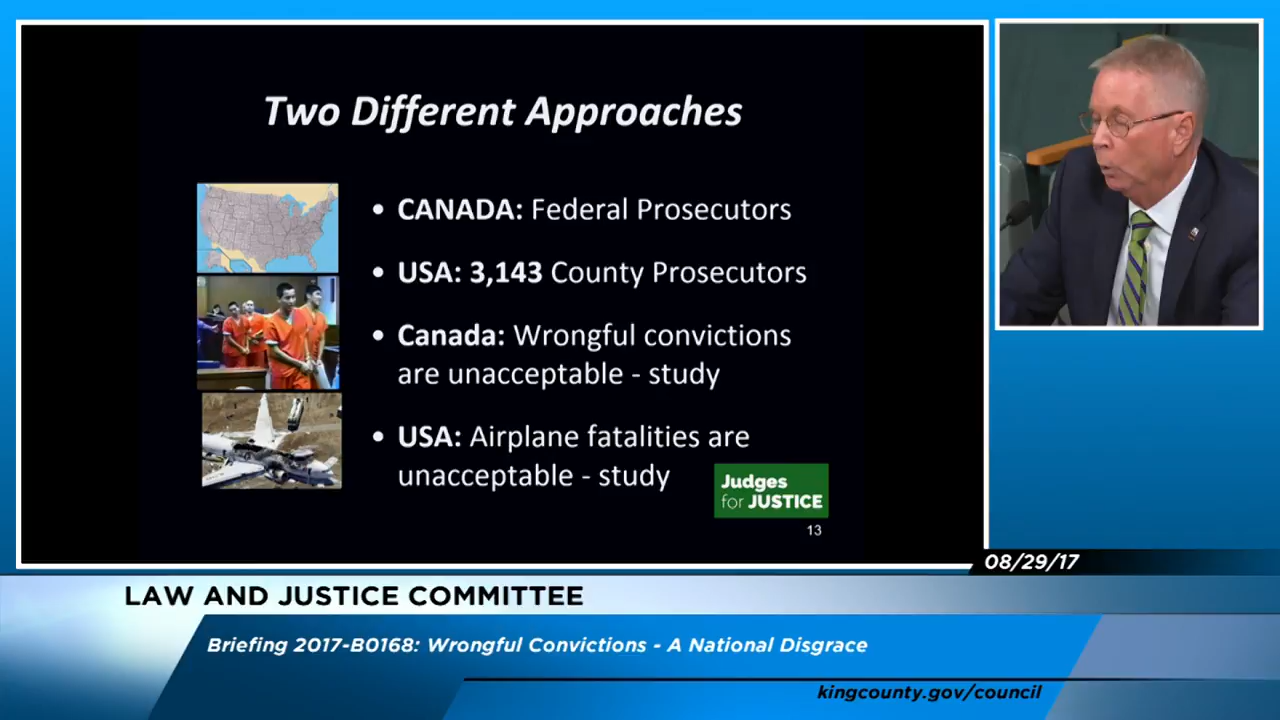 Two Different Approaches
• CANADA: Federal Prosecutors
• USA: 3,143 County Prosecutors
• Canada: Wrongful convictions
are unacceptable - study
• USA: Airplane fatalities are
unacceptable - study
Judges
for JUSTICE
13
08/29/17
LAW AND JUSTICE COMMITTEE
Briefing 2017-B0168: Wrongful Convictions - A National Disgrace
kingcounty.gov/council